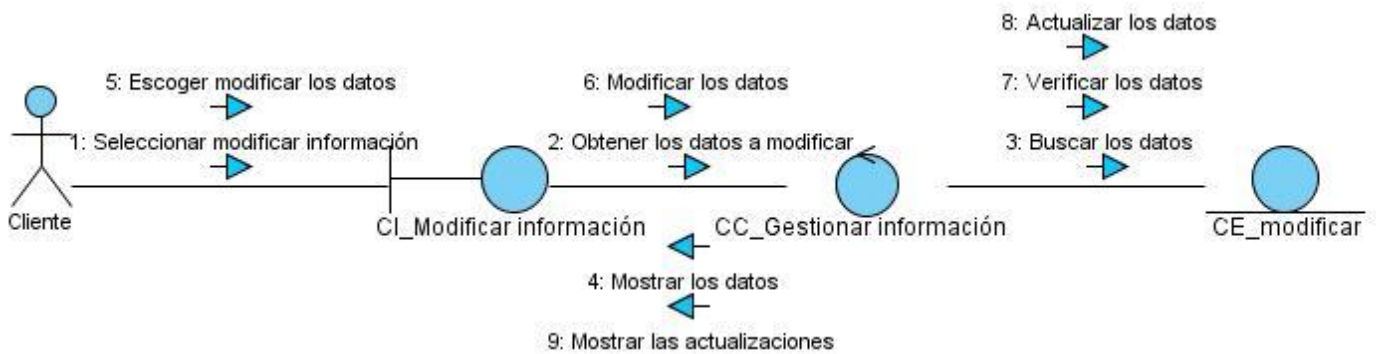 8: Actualizar los datos
5: Escoger modificar los datos
6: Modificar los datos
7: Verificar los datos
1: Seleccionar modificar información
2: Obtener los datos a modificar
3: Buscar los datos
Cliente
CI_Modificar información
CC_Gestionar información
CE_modificar
4: Mostrar los datos
9: Mostrar las actualizaciones